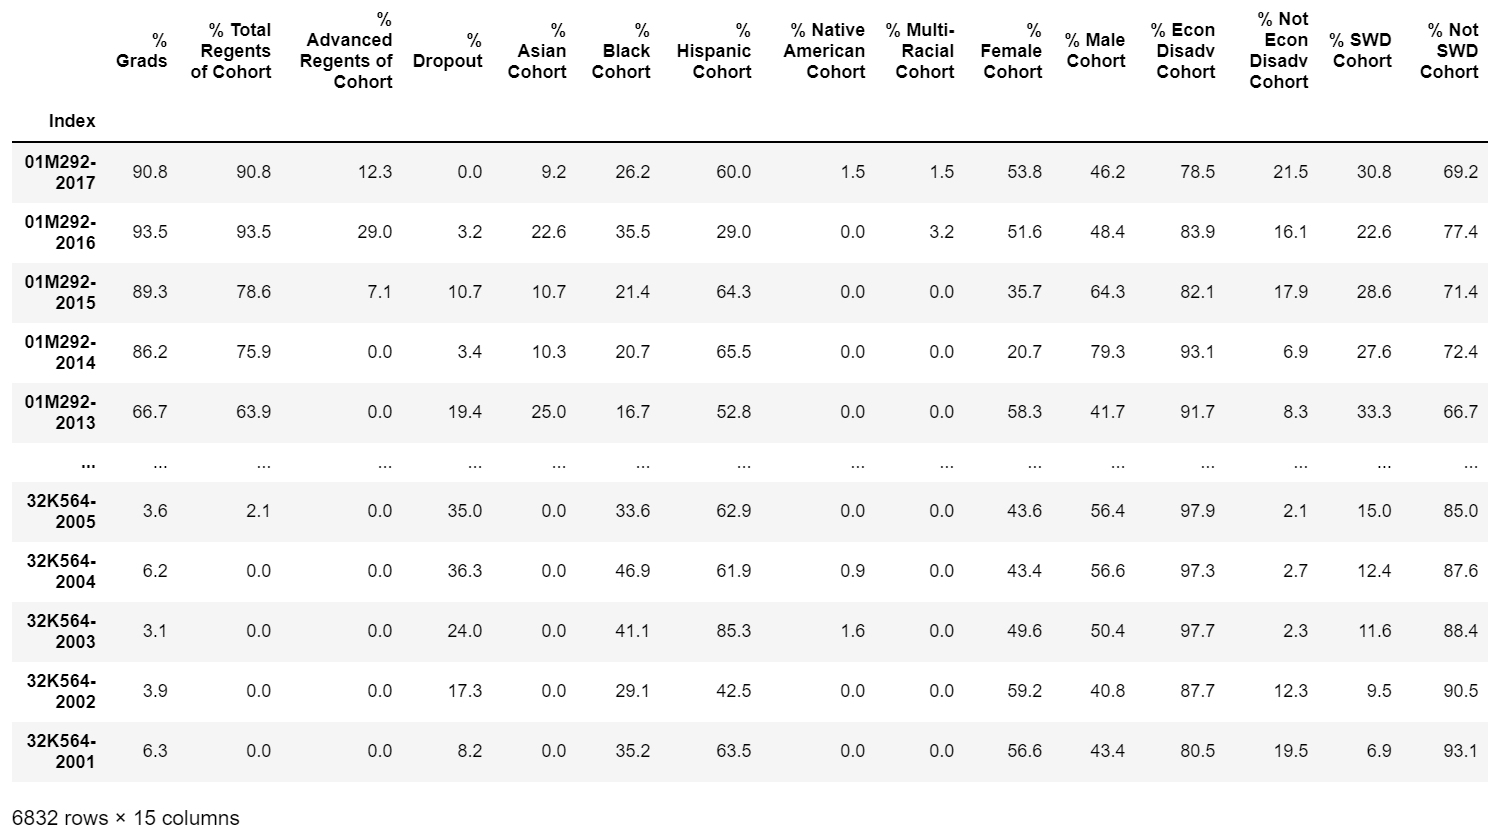 % Grads % Total Regents of Cohort % Advanced Regents of Cohort % Dropout % Asian Cohort % Black Cohort % Hispanic Cohort % Native American Cohort % Multi-Racial Cohort % Female Cohort % Male Cohort % Econ Disadv Cohort % Not Econ Disadv Cohort % SWD Cohort % Not SWD Cohort
Index
01M292-2017 90.8 90.8 12.3 0.0 9.2 26.2 60.0 1.5 1.5 53.8 46.2 78.5 21.5 30.8 69.2
01M292-2016 93.5 93.5 29.0 3.2 22.6 35.5 29.0 0.0 3.2 51.6 48.4 83.9 16.1 22.6 77.4
01M292-2015 89.3 78.6 7.1 10.7 10.7 21.4 64.3 0.0 0.0 35.7 64.3 82.1 17.9 28.6 71.4
01M292-2014 86.2 75.9 0.0 3.4 10.3 20.7 65.5 0.0 0.0 20.7 79.3 93.1 6.9 27.6 72.4
01M292-2013 66.7 63.9 0.0 19.4 25.0 16.7 52.8 0.0 0.0 58.3 41.7 91.7 8.3 33.3 66.7
... ... ... ... ... ... ... ... ... ... ... ... ... ... ... ...
32K564-2005 3.6 2.1 0.0 35.0 0.0 33.6 62.9 0.0 0.0 43.6 56.4 97.9 2.1 15.0 85.0
32K564-2004 6.2 0.0 0.0 36.3 0.0 46.9 61.9 0.9 0.0 43.4 56.6 97.3 2.7 12.4 87.6
32K564-2003 3.1 0.0 0.0 24.0 0.0 41.1 85.3 1.6 0.0 49.6 50.4 97.7 2.3 11.6 88.4
32K564-2002 3.9 0.0 0.0 17.3 0.0 29.1 42.5 0.0 0.0 59.2 40.8 87.7 12.3 9.5 90.5
32K564-2001 6.3 0.0 0.0 8.2 0.0 35.2 63.5 0.0 0.0 56.6 43.4 80.5 19.5 6.9 93.1
6832 rows × 15 columns